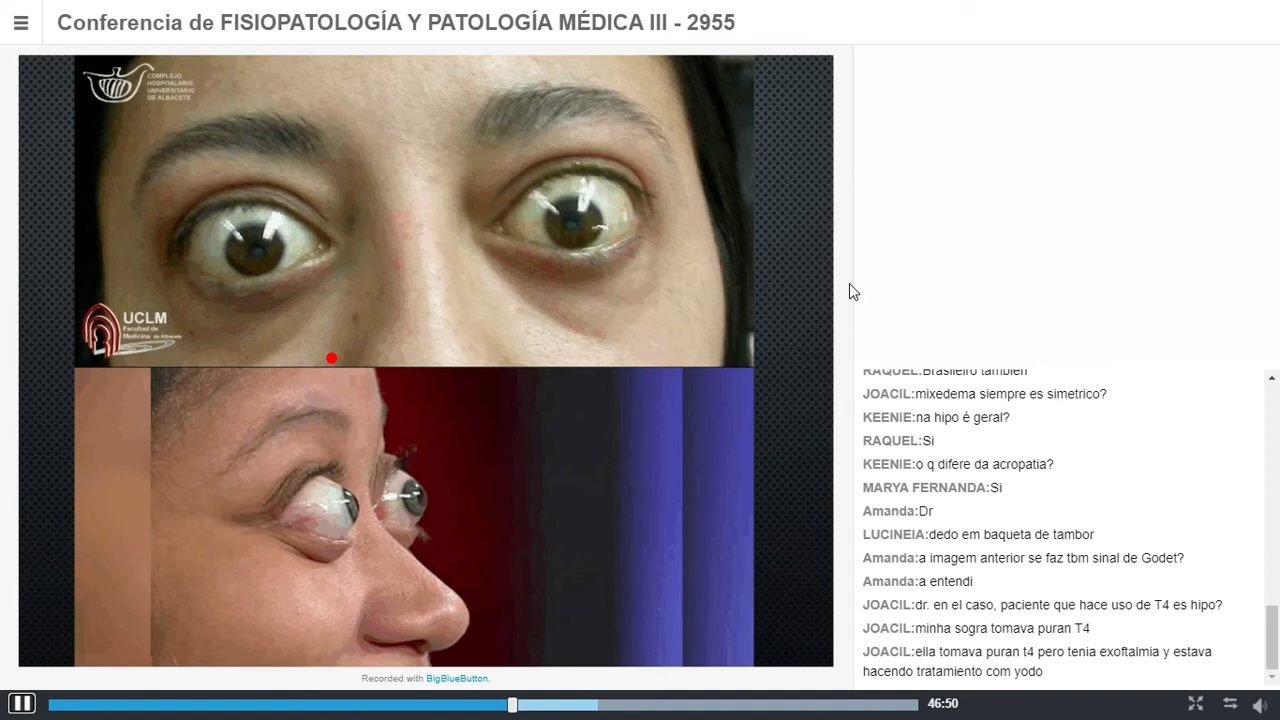 Conferencia de FISIOPATOLOGÍA Y PATOLOGÍA MÉDICA III - 2955
COMPLEJO
HOSPITALARIO
UNIVERSITARIO
DE ALBACETE
UCLM
Facultad de
Medicina de Albacete
Recorded with BigBlueButton.
RAQUEL:Brasileiro tambien
JOACIL:mixedema siempre es simetrico?
KEENIE:na hipo é geral?
RAQUEL:Si
KEENIE:o q difere da acropatia?
MARYA FERNANDA:Si
Amanda:Dr
LUCINEIA:dedo em baqueta de tambor
Amanda:a imagem anterior se faz tbm sinal de Godet?
Amanda:a entendi
JOACIL:dr. en el caso, paciente que hace uso de T4 es hipo?
JOACIL:minha sogra tomava puran T4
JOACIL:ella tomava puran t4 pero tenia exoftalmia y estava
hacendo tratamiento com yodo
46:50